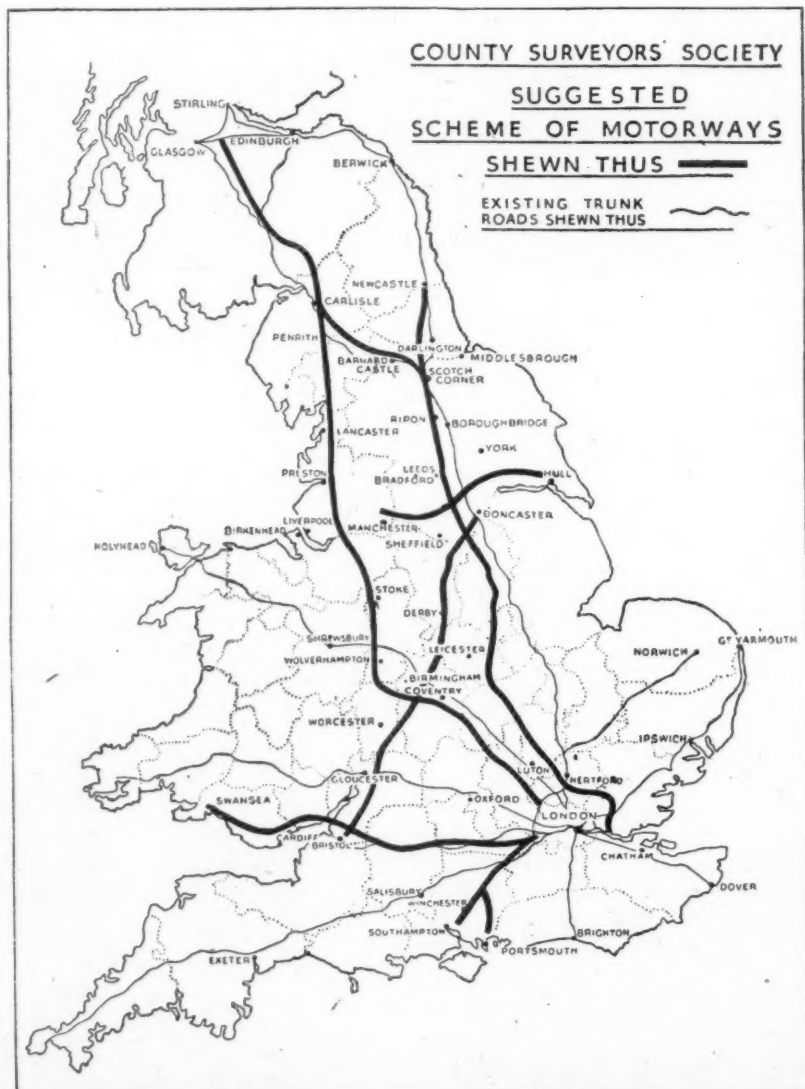 COUNTY SURVEYORS' SOCIETY
SUGGESTED
SCHEME OF MOTORWAYS
SHEWN THUS
EXISTING TRUNK
ROADS SHEWN THUS
STIRLING
EDINBURGH
GLASGOW
BERWICK
NEWCASTLE
CARLISLE
PENRITH
DARLINGTON
MIDDLESBROUGH
BARNARD
CASTLE
SCOTCH
CORNER
RIPON
BOROUGHBRIDGE
LANCASTER
YORK
PRESTON
LEEDS
BRADFORD
HULL
DONCASTER
LIVERPOOL
BIRKENHEAD
MANCHESTER
SHEFFIELD
HOLYHEAD
STOKE
DERBY
SHREWSBURY
LEICESTER
NORWICH
GT YARMOUTH
WOLVERHAMPTON
BIRMINGHAM
COVENTRY
WORCESTER
IPSWICH
LUTON
HERTFORD
GLOUCESTER
OXFORD
SWANSEA
LONDON
CARDIFF
BRISTOL
CHATHAM
DOVER
SALISBURY
WINCHESTER
SOUTHAMPTON
BRIGHTON
PORTSMOUTH
EXETER